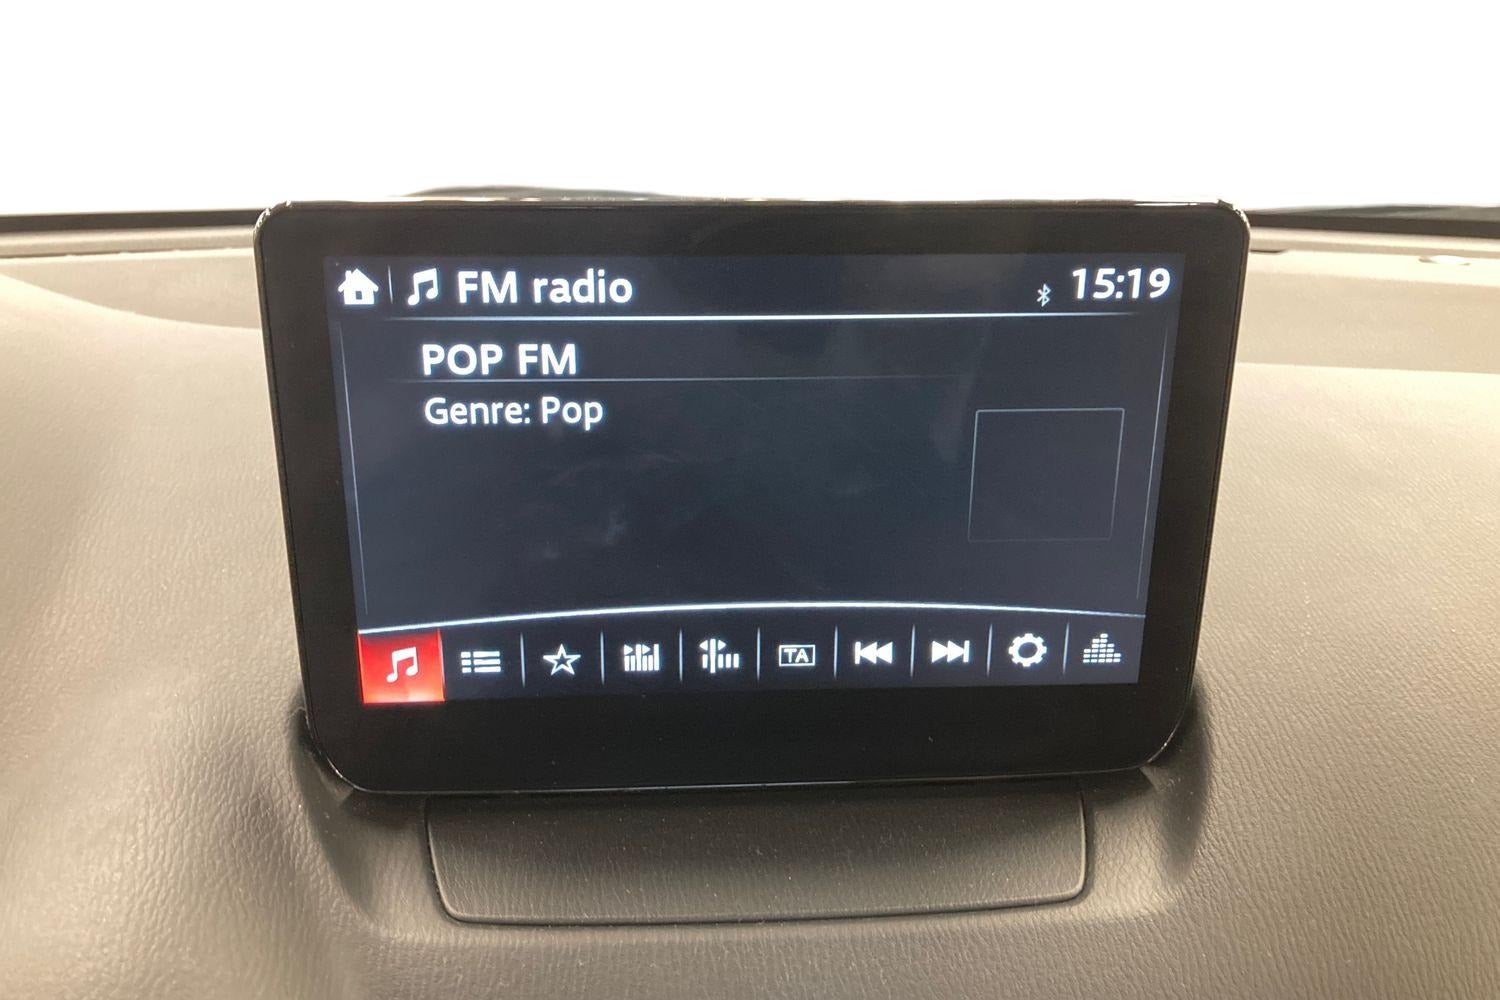 FM radio
15:19
POP FM
Genre: Pop
TA